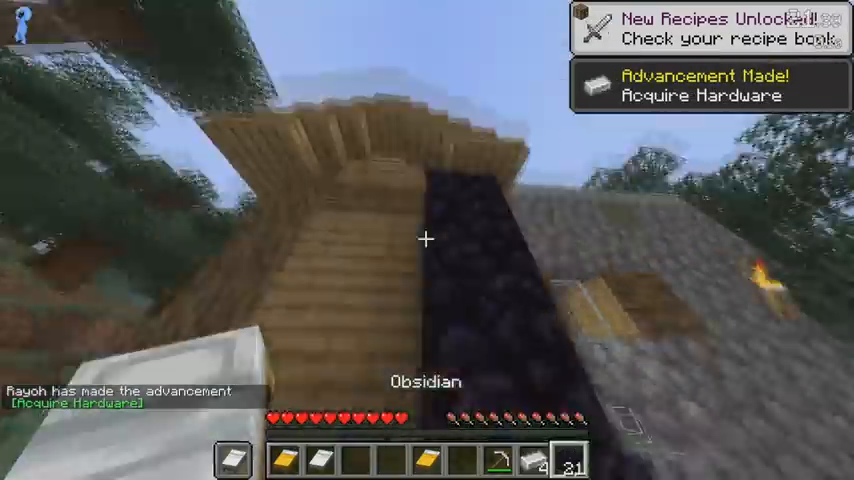 New Recipes Unlocked!
Check your recipe book
Advancement Made!
Acquire Hardware
Obsidian
Rayoh has made the advancement
[Acquire Hardware]
4
21